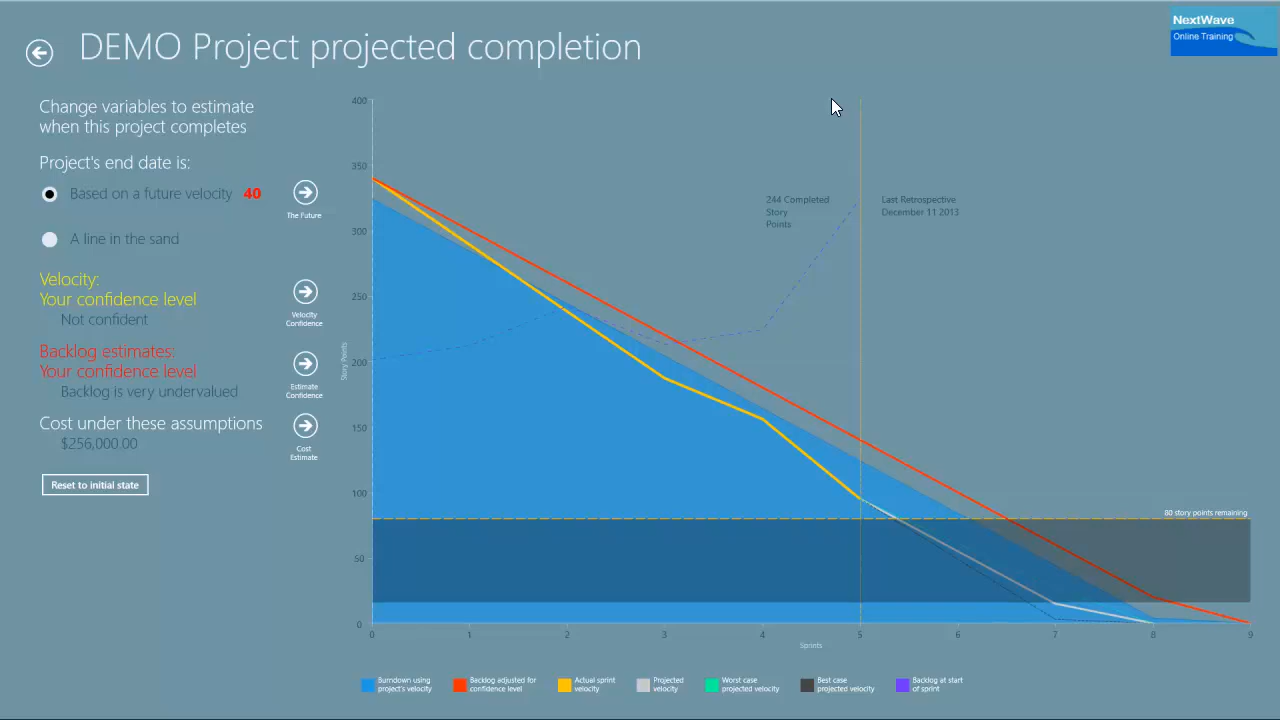 DEMO Project projected completion
NextWave
Online Training
Change variables to estimate
when this project completes
Project's end date is:
Based on a future velocity 40
The Future
A line in the sand
Velocity:
Your confidence level
Not confident
Velocity
Confidence
Backlog estimates:
Your confidence level
Backlog is very undervalued
Estimate
Confidence
Cost under these assumptions
$256,000.00
Cost
Estimate
Reset to initial state
400
350
300
250
200
150
100
50
0
Story Points
244 Completed
Story
Points
Last Retrospective
December 11 2013
80 story points remaining
0 1 2 3 4 5 6 7 8 9
Sprints
Burndown using
project's velocity
Backlog adjusted for
confidence level
Actual sprint
velocity
Projected
velocity
Worst case
projected velocity
Best case
projected velocity
Backlog at start
of sprint